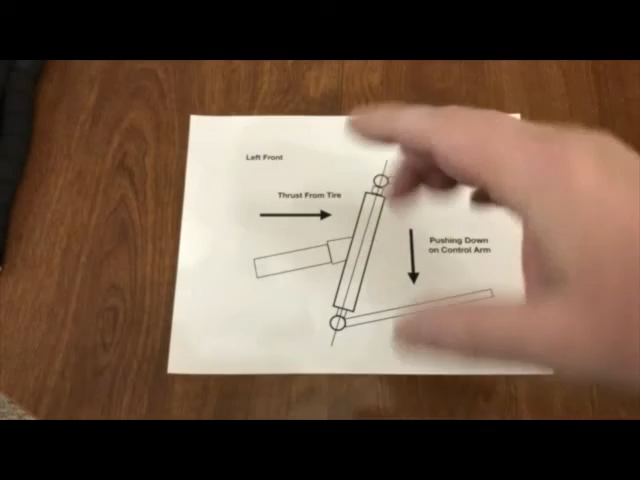 Left Front
Thrust From Tire
Pushing Down
on Control Arm